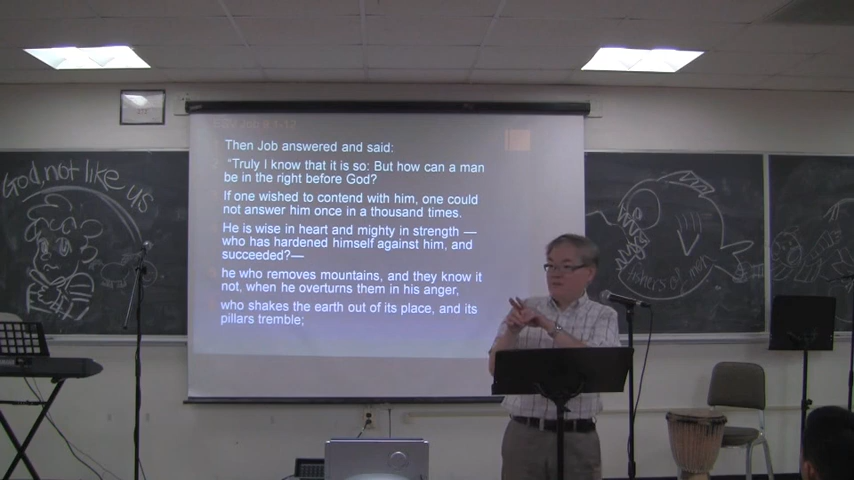 Job 9:1-12
Then Job answered and said:
"Truly I know that it is so: But how can a man
be in the right before God?
If one wished to contend with him, one could
not answer him once in a thousand times.
He is wise in heart and mighty in strength —
who has hardened himself against him, and
succeeded?—
he who removes mountains, and they know it
not, when he overturns them in his anger,
who shakes the earth out of its place, and its
pillars tremble;
God, not like us
of men